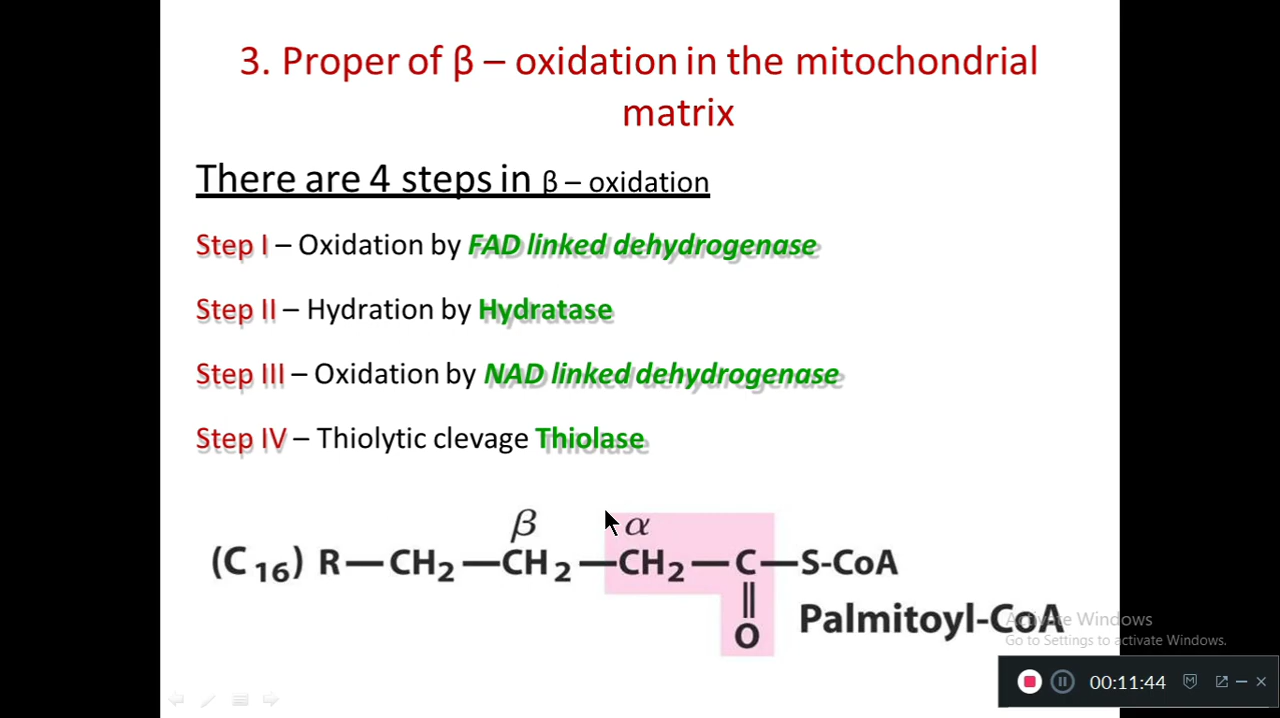 3. Proper of β – oxidation in the mitochondrial
matrix
There are 4 steps in β – oxidation
Step I – Oxidation by FAD linked dehydrogenase
Step II – Hydration by Hydratase
Step III – Oxidation by NAD linked dehydrogenase
Step IV – Thiolytic clevage Thiolase
β α
(C₁₆) R—CH₂—CH₂—CH₂—C—S-CoA
||
O
Palmitoyl-CoA
Activate Windows
Go to Settings to activate Windows.
00:11:44